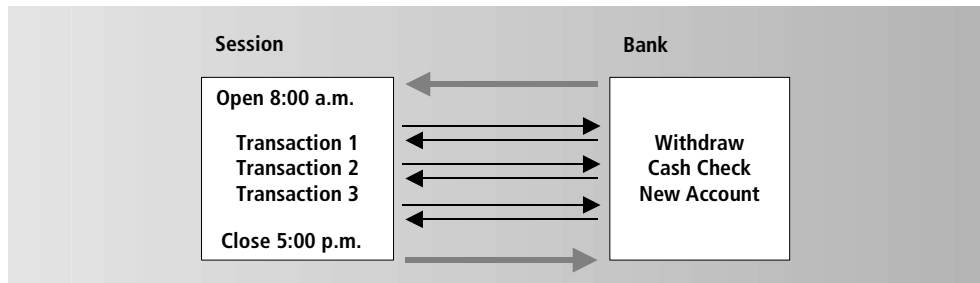 Session
Bank
Open 8:00 a.m.
Transaction 1
Transaction 2
Transaction 3
Close 5:00 p.m.
Withdraw
Cash Check
New Account